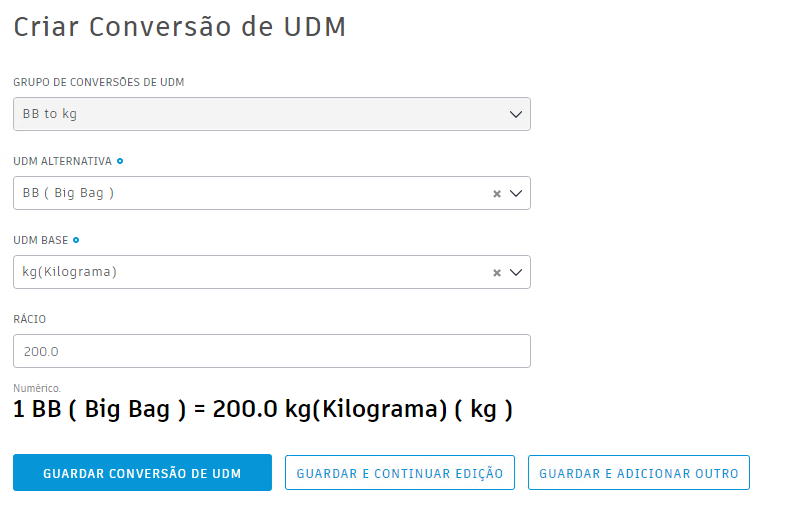 Criar Conversão de UDM
GRUPO DE CONVERSÕES DE UDM
BB to kg
UDM ALTERNATIVA
BB ( Big Bag )
UDM BASE
kg(Kilograma)
RÁCIO
200.0
Numérico.
1 BB ( Big Bag ) = 200.0 kg(Kilograma) ( kg )
GUARDAR CONVERSÃO DE UDM GUARDAR E CONTINUAR EDIÇÃO GUARDAR E ADICIONAR OUTRO